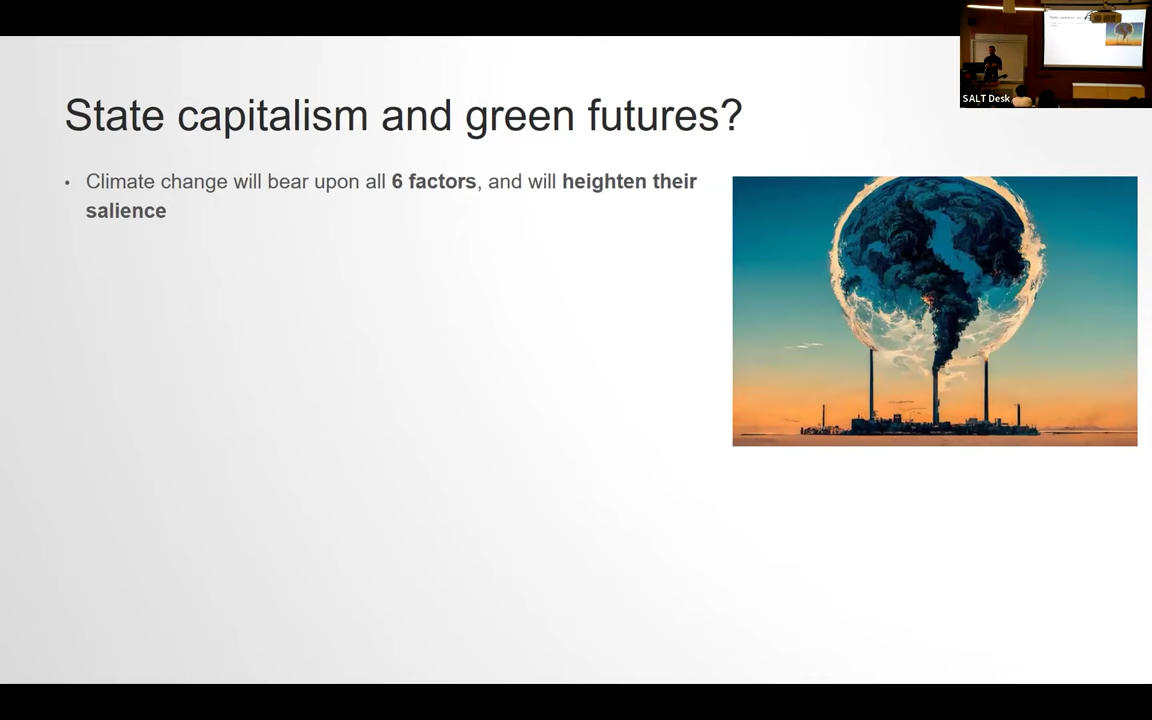 State capitalism and green futures?
• Climate change will bear upon all 6 factors, and will heighten their
salience
SALT Desk